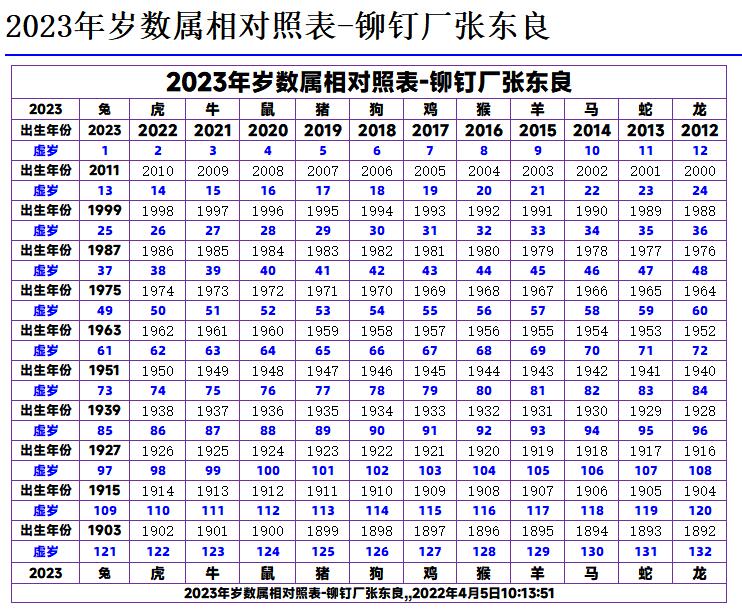 2023年岁数属相对照表-铆钉厂张东良
2023年岁数属相对照表-铆钉厂张东良
2023 兔 虎 牛 鼠 猪 狗 鸡 猴 羊 马 蛇 龙
出生年份 2023 2022 2021 2020 2019 2018 2017 2016 2015 2014 2013 2012
虚岁 1 2 3 4 5 6 7 8 9 10 11 12
出生年份 2011 2010 2009 2008 2007 2006 2005 2004 2003 2002 2001 2000
虚岁 13 14 15 16 17 18 19 20 21 22 23 24
出生年份 1999 1998 1997 1996 1995 1994 1993 1992 1991 1990 1989 1988
虚岁 25 26 27 28 29 30 31 32 33 34 35 36
出生年份 1987 1986 1985 1984 1983 1982 1981 1980 1979 1978 1977 1976
虚岁 37 38 39 40 41 42 43 44 45 46 47 48
出生年份 1975 1974 1973 1972 1971 1970 1969 1968 1967 1966 1965 1964
虚岁 49 50 51 52 53 54 55 56 57 58 59 60
出生年份 1963 1962 1961 1960 1959 1958 1957 1956 1955 1954 1953 1952
虚岁 61 62 63 64 65 66 67 68 69 70 71 72
出生年份 1951 1950 1949 1948 1947 1946 1945 1944 1943 1942 1941 1940
虚岁 73 74 75 76 77 78 79 80 81 82 83 84
出生年份 1939 1938 1937 1936 1935 1934 1933 1932 1931 1930 1929 1928
虚岁 85 86 87 88 89 90 91 92 93 94 95 96
出生年份 1927 1926 1925 1924 1923 1922 1921 1920 1919 1918 1917 1916
虚岁 97 98 99 100 101 102 103 104 105 106 107 108
出生年份 1915 1914 1913 1912 1911 1910 1909 1908 1907 1906 1905 1904
虚岁 109 110 111 112 113 114 115 116 117 118 119 120
出生年份 1903 1902 1901 1900 1899 1898 1897 1896 1895 1894 1893 1892
虚岁 121 122 123 124 125 126 127 128 129 130 131 132
2023 兔 虎 牛 鼠 猪 狗 鸡 猴 羊 马 蛇 龙
2023年岁数属相对照表-铆钉厂张东良,,2022年4月5日10:13:51